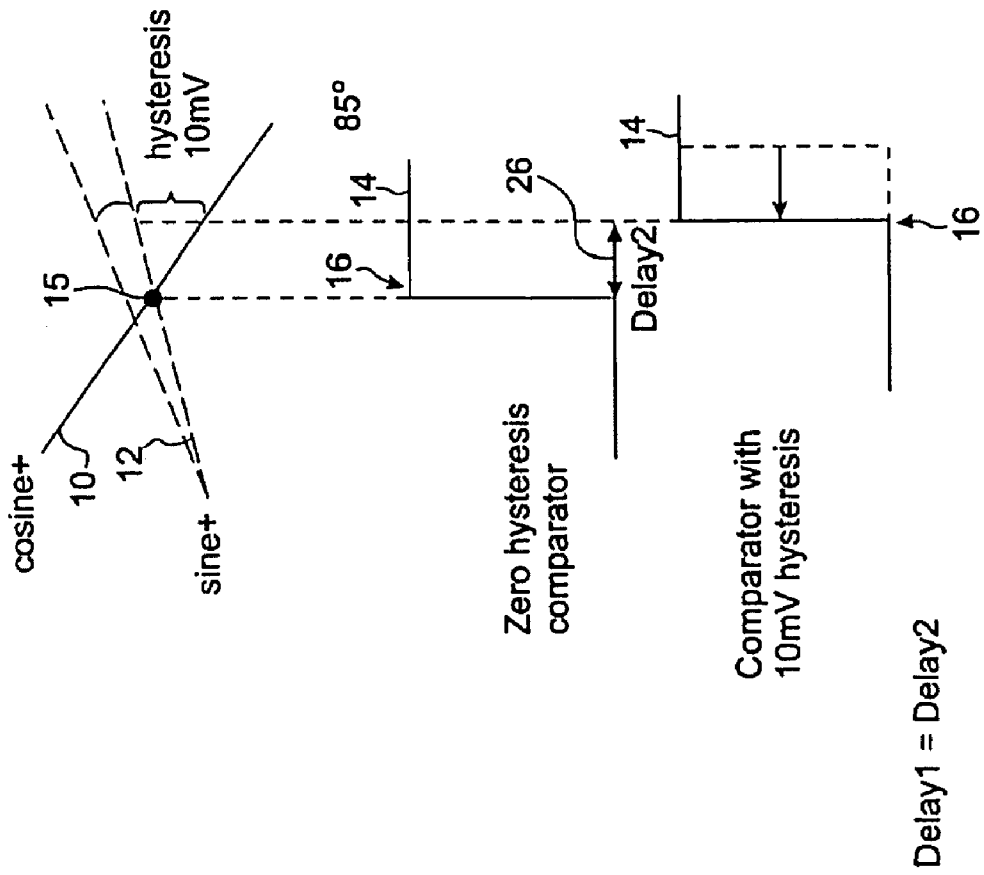 cosine+
10
12
sine+
15
hysteresis
10mV
85°
16
14
26
Delay2
Zero hysteresis
comparator
14
16
Comparator with
10mV hysteresis
Delay1 = Delay2